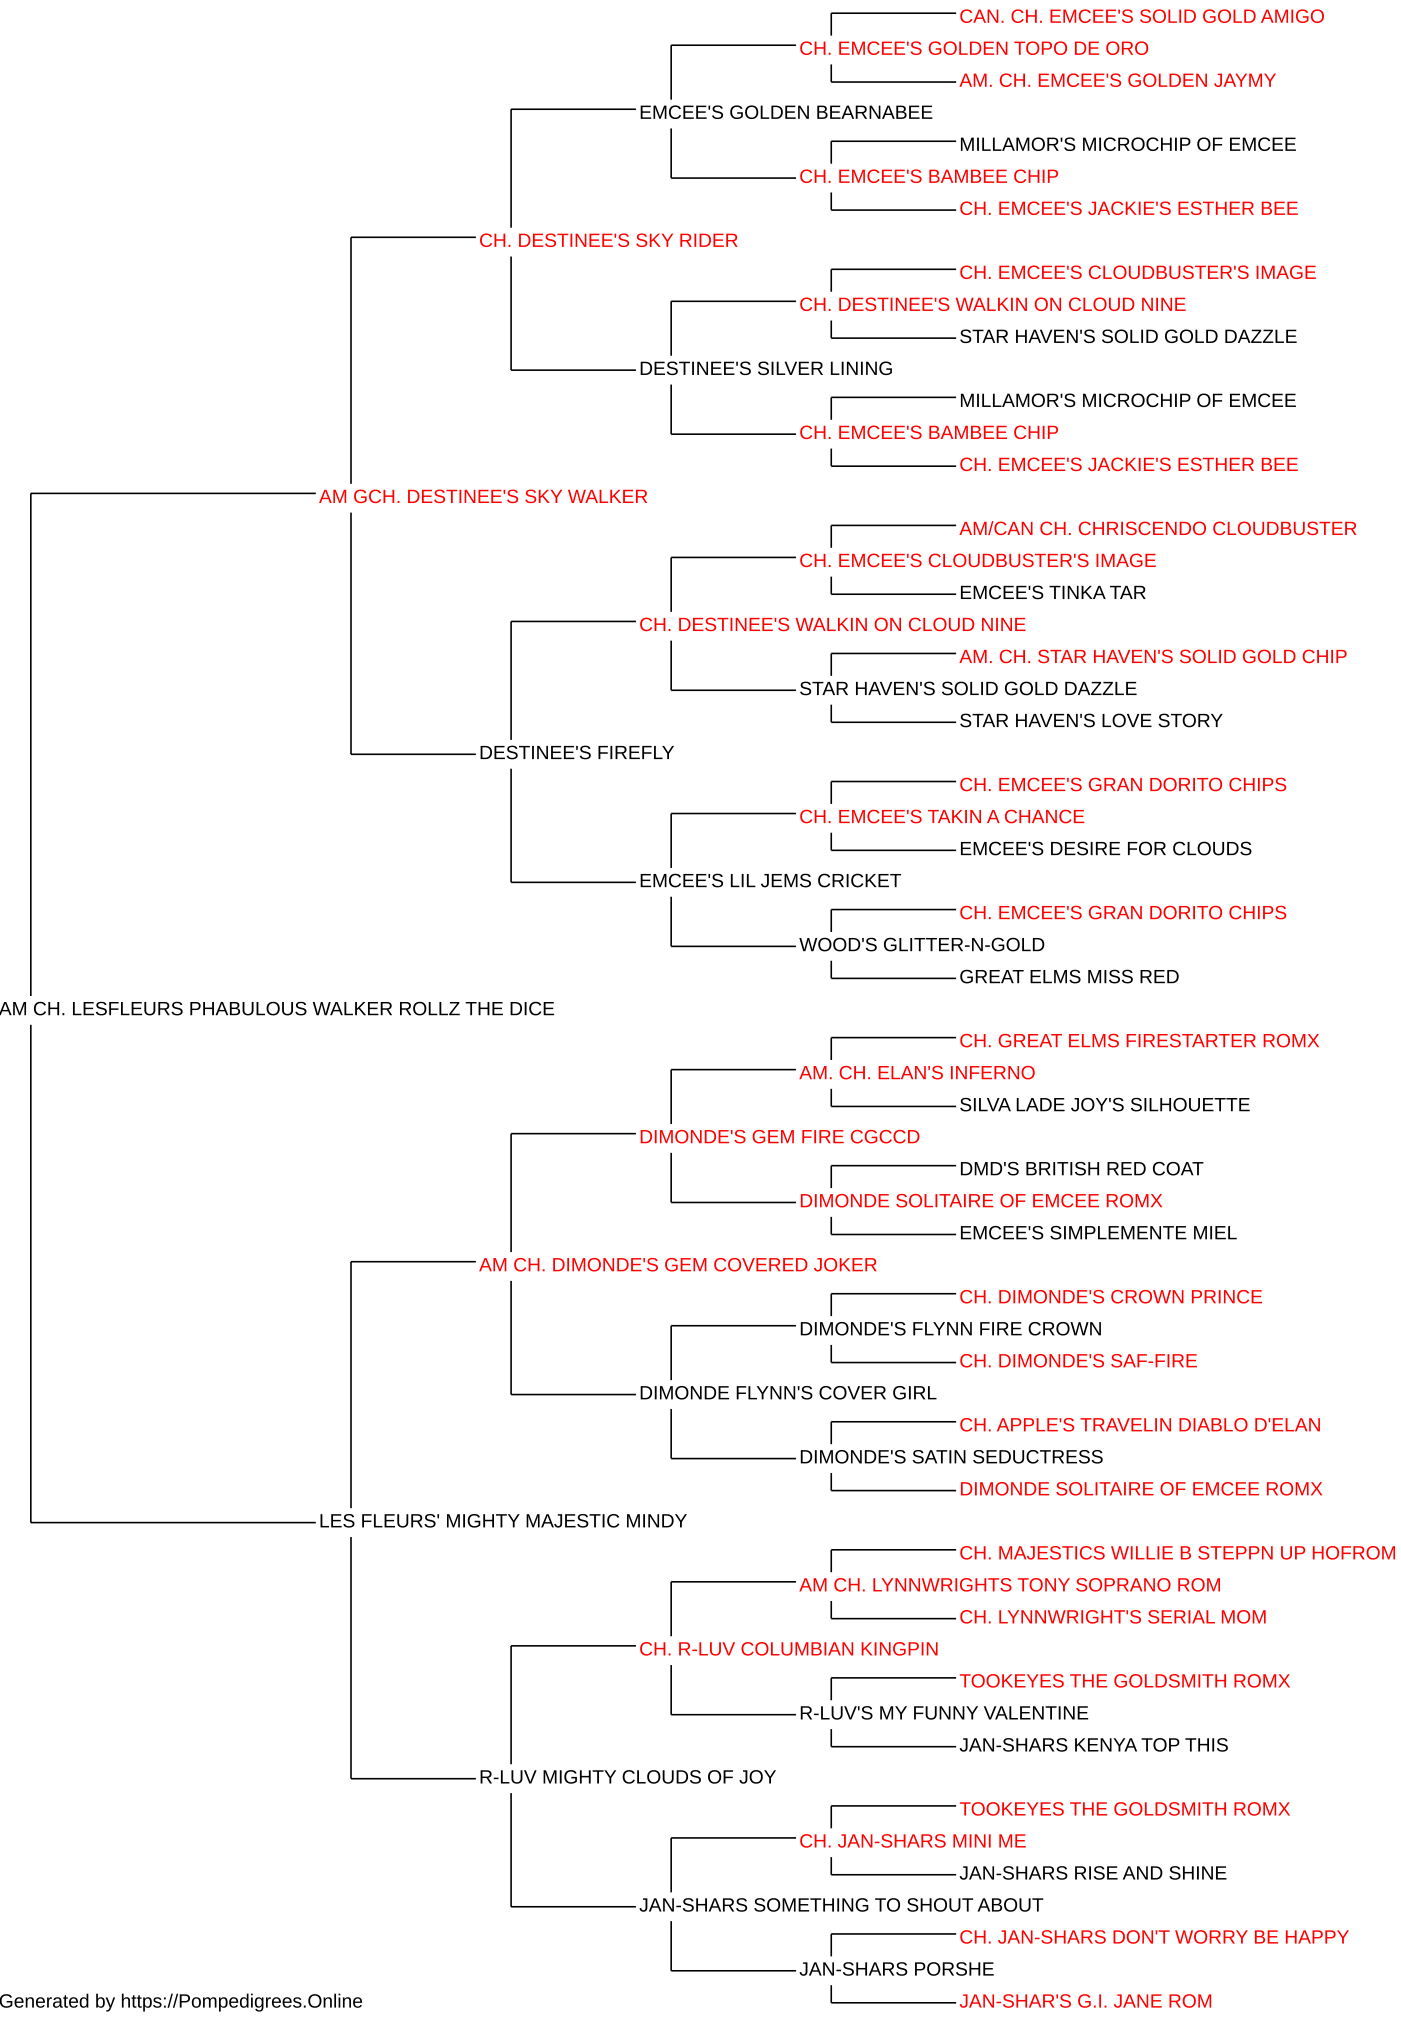 CAN. CH. EMCEE'S SOLID GOLD AMIGO
CH. EMCEE'S GOLDEN TOPO DE ORO
AM. CH. EMCEE'S GOLDEN JAYMY
EMCEE'S GOLDEN BEARNABEE
MILLAMOR'S MICROCHIP OF EMCEE
CH. EMCEE'S BAMBEE CHIP
CH. EMCEE'S JACKIE'S ESTHER BEE
CH. DESTINEE'S SKY RIDER
CH. EMCEE'S CLOUDBUSTER'S IMAGE
CH. DESTINEE'S WALKIN ON CLOUD NINE
STAR HAVEN'S SOLID GOLD DAZZLE
DESTINEE'S SILVER LINING
MILLAMOR'S MICROCHIP OF EMCEE
CH. EMCEE'S BAMBEE CHIP
CH. EMCEE'S JACKIE'S ESTHER BEE
AM GCH. DESTINEE'S SKY WALKER
AM/CAN CH. CHRISCENDO CLOUDBUSTER
CH. EMCEE'S CLOUDBUSTER'S IMAGE
EMCEE'S TINKA TAR
CH. DESTINEE'S WALKIN ON CLOUD NINE
AM. CH. STAR HAVEN'S SOLID GOLD CHIP
STAR HAVEN'S SOLID GOLD DAZZLE
STAR HAVEN'S LOVE STORY
DESTINEE'S FIREFLY
CH. EMCEE'S GRAN DORITO CHIPS
CH. EMCEE'S TAKIN A CHANCE
EMCEE'S DESIRE FOR CLOUDS
EMCEE'S LIL JEMS CRICKET
CH. EMCEE'S GRAN DORITO CHIPS
WOOD'S GLITTER-N-GOLD
GREAT ELMS MISS RED
AM CH. LESFLEURS PHABULOUS WALKER ROLLZ THE DICE
CH. GREAT ELMS FIRESTARTER ROMX
AM. CH. ELAN'S INFERNO
SILVA LADE JOY'S SILHOUETTE
DIMONDE'S GEM FIRE CGCCD
DMD'S BRITISH RED COAT
DIMONDE SOLITAIRE OF EMCEE ROMX
EMCEE'S SIMPLEMENTE MIEL
AM CH. DIMONDE'S GEM COVERED JOKER
CH. DIMONDE'S CROWN PRINCE
DIMONDE'S FLYNN FIRE CROWN
CH. DIMONDE'S SAF-FIRE
DIMONDE FLYNN'S COVER GIRL
CH. APPLE'S TRAVELIN DIABLO D'ELAN
DIMONDE'S SATIN SEDUCTRESS
DIMONDE SOLITAIRE OF EMCEE ROMX
LES FLEURS' MIGHTY MAJESTIC MINDY
CH. MAJESTICS WILLIE B STEPPN UP HOFROM
AM CH. LYNNWRIGHTS TONY SOPRANO ROM
CH. LYNNWRIGHT'S SERIAL MOM
CH. R-LUV COLUMBIAN KINGPIN
TOOKEYES THE GOLDSMITH ROMX
R-LUV'S MY FUNNY VALENTINE
JAN-SHARS KENYA TOP THIS
R-LUV MIGHTY CLOUDS OF JOY
TOOKEYES THE GOLDSMITH ROMX
CH. JAN-SHARS MINI ME
JAN-SHARS RISE AND SHINE
JAN-SHARS SOMETHING TO SHOUT ABOUT
CH. JAN-SHARS DON'T WORRY BE HAPPY
JAN-SHARS PORSHE
JAN-SHAR'S G.I. JANE ROM
Generated by https://Pompedigrees.Online